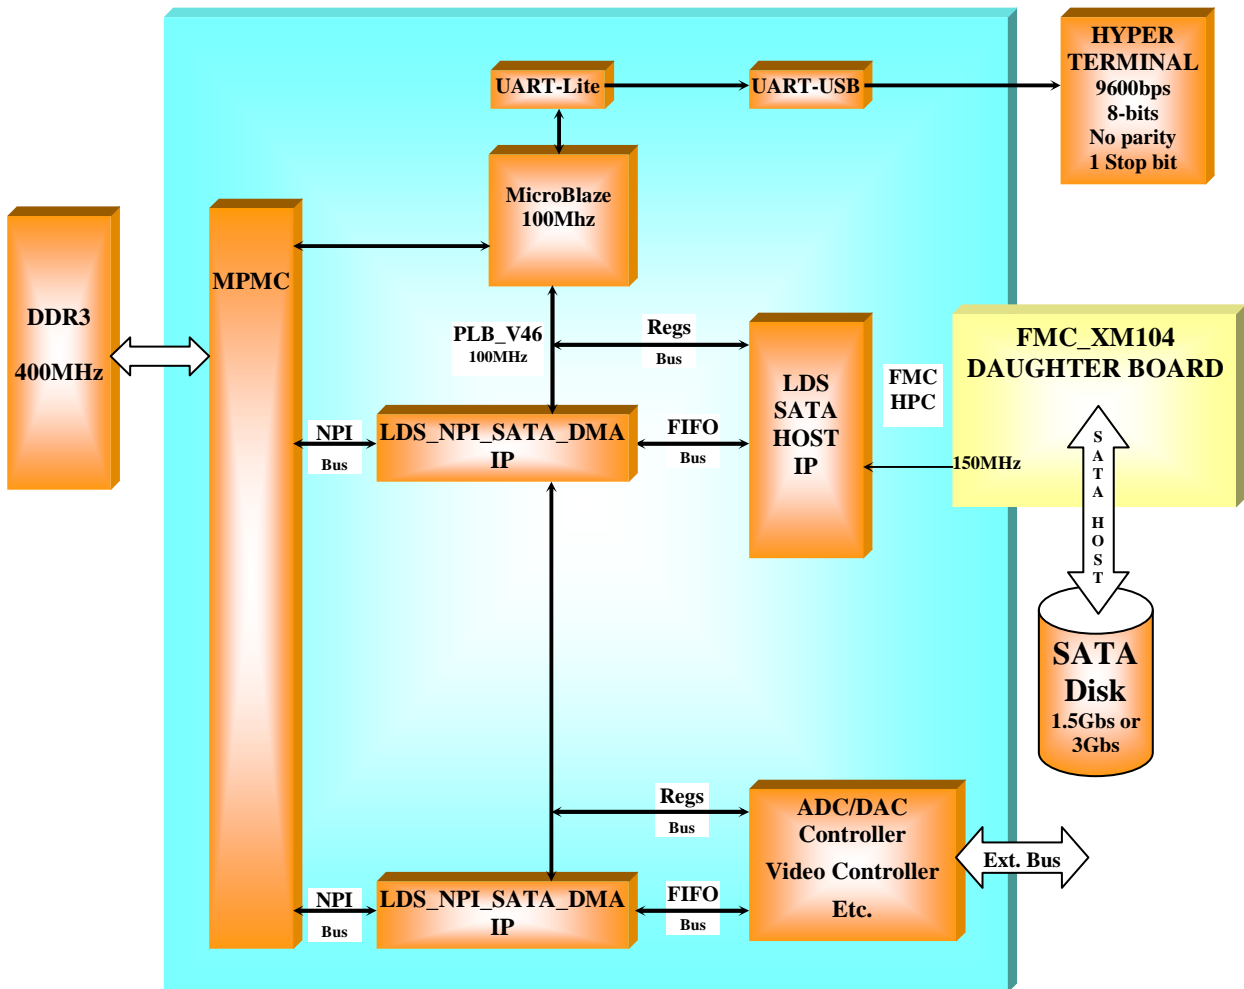 HYPER
TERMINAL
9600bps
8-bits
No parity
1 Stop bit
UART-Lite
UART-USB
MicroBlaze
100Mhz
MPMC
DDR3
400MHz
PLB_V46
100MHz
Regs
Bus
LDS
SATA
HOST
IP
FMC
HPC
FMC_XM104
DAUGHTER BOARD
150MHz
SATA HOST
NPI
Bus
LDS_NPI_SATA_DMA
IP
FIFO
Bus
SATA
Disk
1.5Gbs or
3Gbs
Regs
Bus
ADC/DAC
Controller
Video Controller
Etc.
Ext. Bus
NPI
Bus
LDS_NPI_SATA_DMA
IP
FIFO
Bus